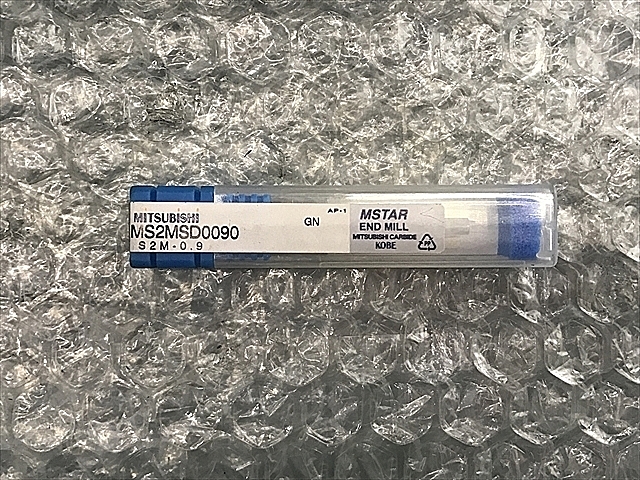 MITSUBISHI
MS2MSD0090
S2M-0.9
AP-1
GN
MSTAR
END MILL
MITSUBISHI CARBIDE
KOBE
PP